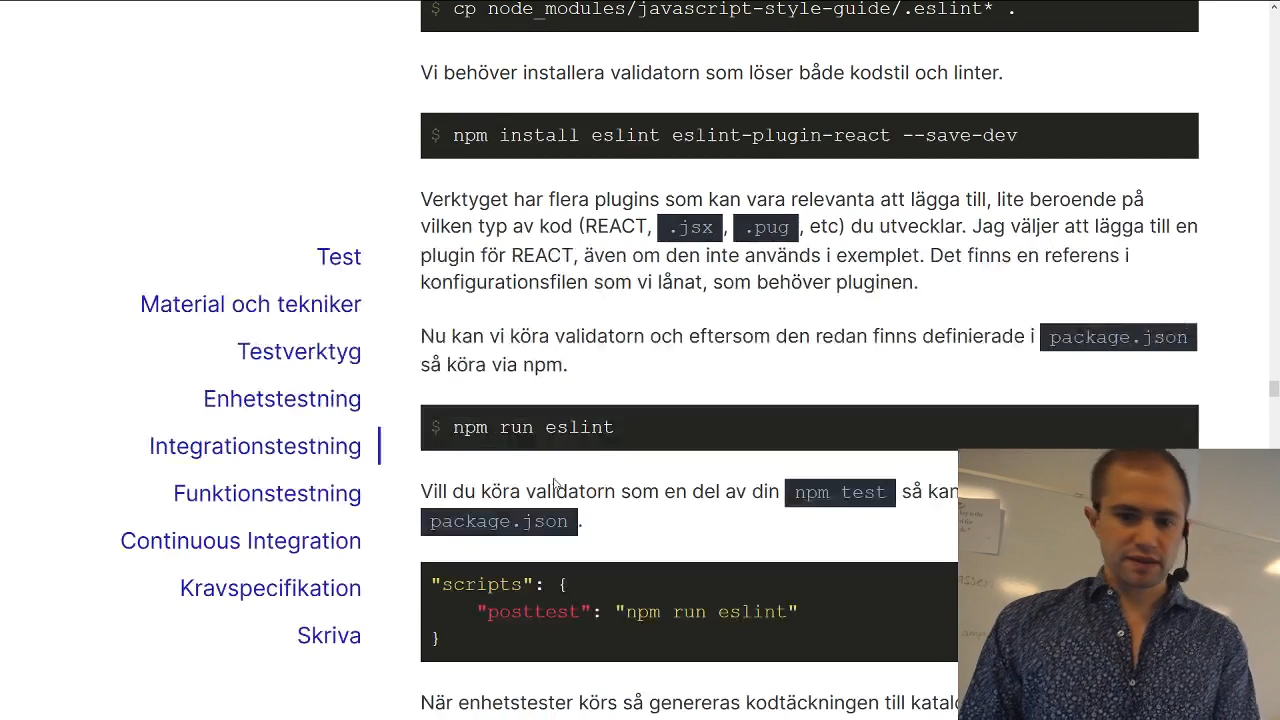 $ cp node_modules/javascript-style-guide/.eslint* .
Vi behöver installera validatorn som löser både kodstil och linter.
$ npm install eslint eslint-plugin-react --save-dev
Verktyget har flera plugins som kan vara relevanta att lägga till, lite beroende på
vilken typ av kod (REACT, .jsx, .pug, etc) du utvecklar. Jag väljer att lägga till en
plugin för REACT, även om den inte används i exemplet. Det finns en referens i
konfigurationsfilen som vi lånat, som behöver pluginen.
Nu kan vi köra validatorn och eftersom den redan finns definierade i package.json
så köra via npm.
$ npm run eslint
Vill du köra validatorn som en del av din npm test så kan
package.json.
"scripts": {
"posttest": "npm run eslint"
}
När enhetstester körs så genereras kodtäckningen till
Test
Material och tekniker
Testverktyg
Enhetstestning
Integrationstestning
Funktionstestning
Continuous Integration
Kravspecifikation
Skriva